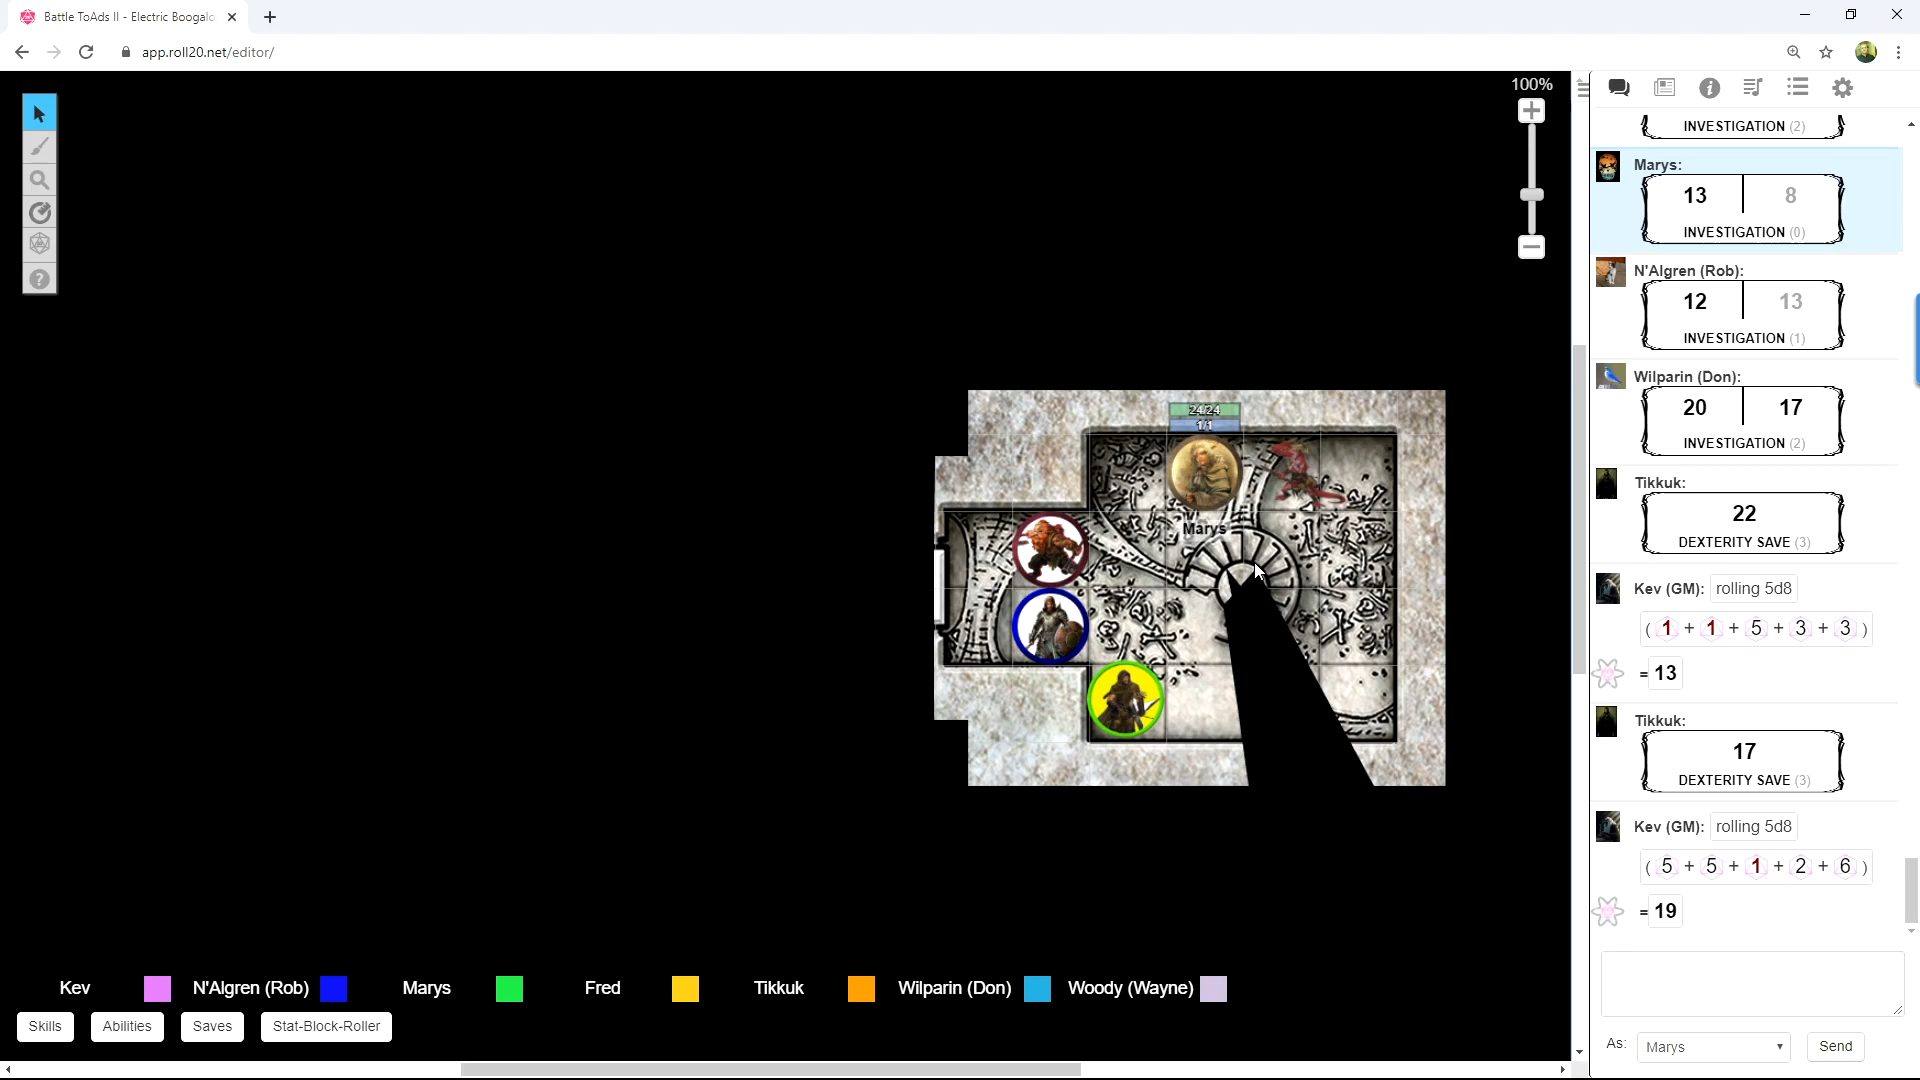 Battle ToAds II - Electric Boogalo
app.roll20.net/editor/
100%
24/24
1/1
Marys
INVESTIGATION (2)
Marys:
13 8
INVESTIGATION (0)
N'Algren (Rob):
12 13
INVESTIGATION (1)
Wilparin (Don):
20 17
INVESTIGATION (2)
Tikkuk:
22
DEXTERITY SAVE (3)
Kev (GM): rolling 5d8
( 1 + 1 + 5 + 3 + 3 )
= 13
Tikkuk:
17
DEXTERITY SAVE (3)
Kev (GM): rolling 5d8
( 5 + 5 + 1 + 2 + 6 )
= 19
Kev N'Algren (Rob) Marys Fred Tikkuk Wilparin (Don) Woody (Wayne)
Skills Abilities Saves Stat-Block-Roller
As: Marys Send